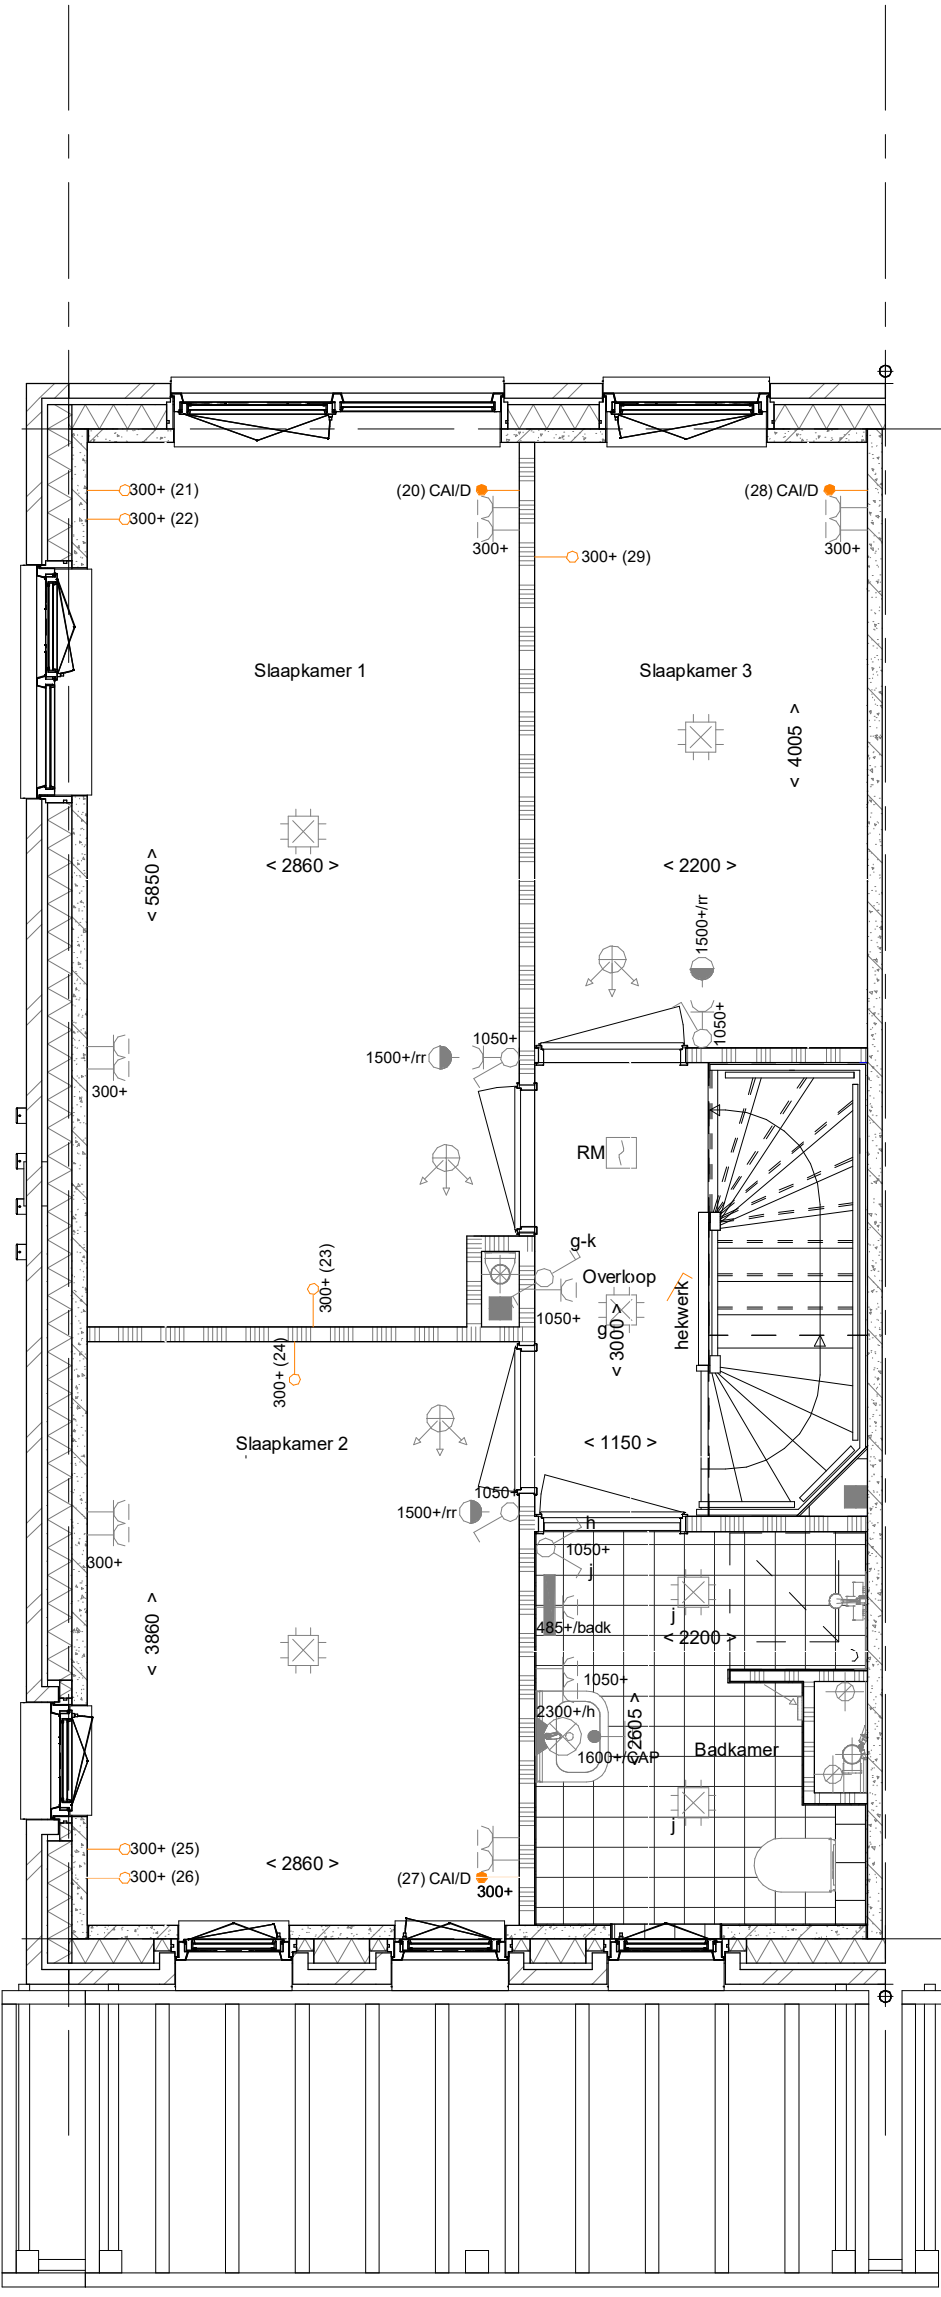 300+ (21)
(20) CAI/D
(28) CAI/D
300+ (22)
300+
300+
300+ (29)
Slaapkamer 1
Slaapkamer 3
< 4005 >
< 5850 >
< 2860 >
< 2200 >
1500+/rr
1050+
1050+
1500+/rr
300+
RM
g-k
Overloop
300+ (23)
1050+
g
< 3000 >
hekwerk
300+ (24)
Slaapkamer 2
< 1150 >
1050+
1500+/rr
h
1050+
300+
j
485+/badk
j
< 2200 >
< 3860 >
1050+
2300+/h
< 2605 >
1600+/CAP
Badkamer
j
300+ (25)
< 2860 >
300+ (26)
(27) CAI/D
300+